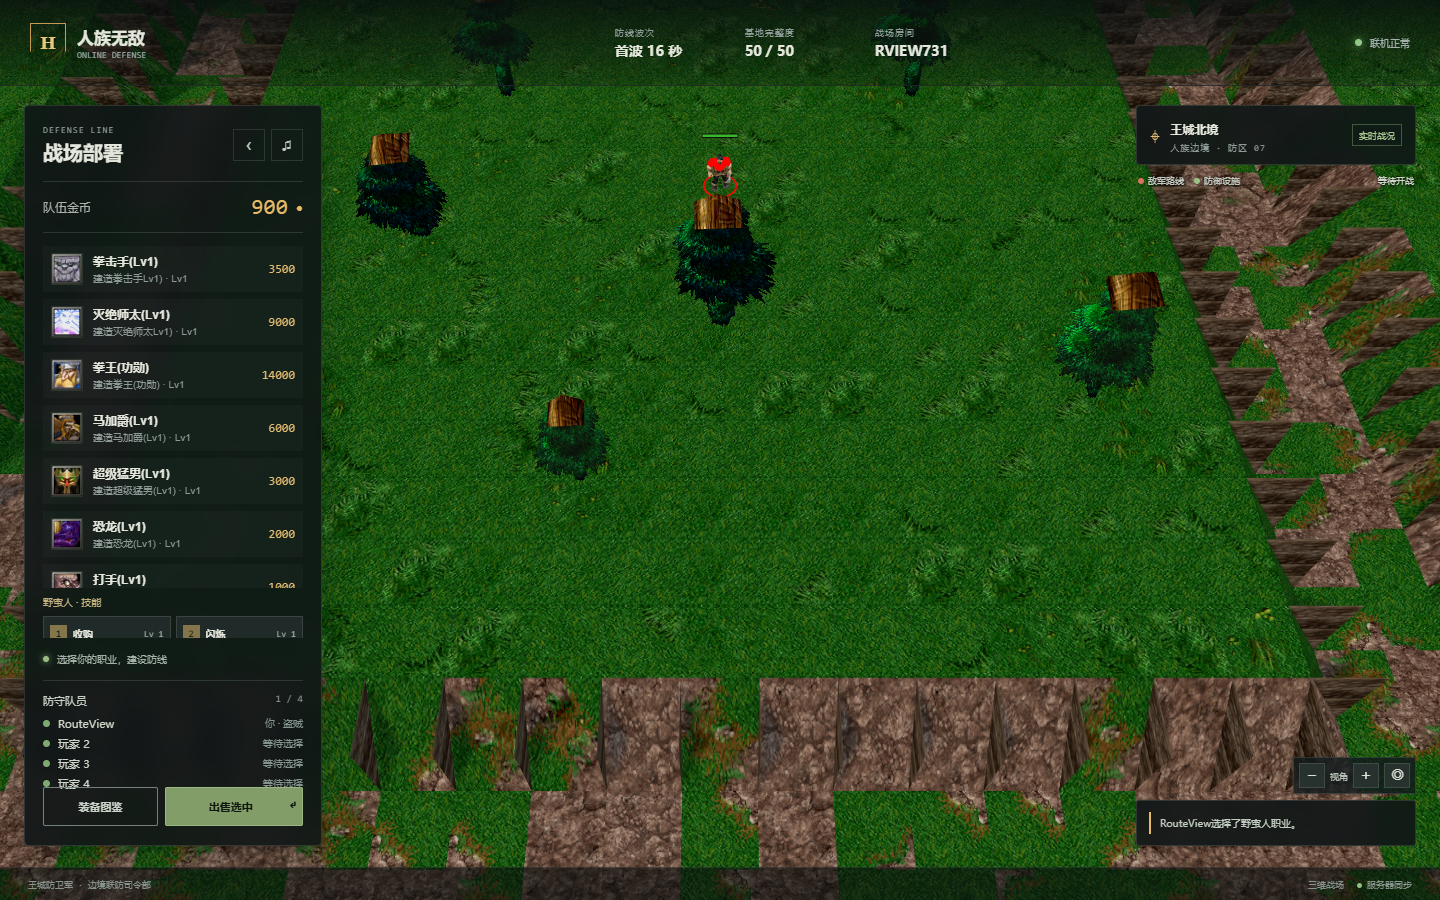 H
人族无敌
ONLINE DEFENSE
防线波次
首波 16 秒
基地完整度
50 / 50
战场房间
RVIEW731
联机正常
DEFENSE LINE
战场部署
队伍金币
900
拳击手(Lv1)
建造拳击手Lv1) · Lv1
3500
灭绝师太(Lv1)
建造灭绝师太Lv1) · Lv1
9000
拳王(功勋)
建造拳王(功勋) · Lv1
14000
马加爵(Lv1)
建造马加爵(Lv1) · Lv1
6000
超级猛男(Lv1)
建造超级猛男(Lv1) · Lv1
3000
恐龙(Lv1)
建造恐龙(Lv1) · Lv1
2000
打手(Lv1)
1000
野蛮人 · 技能
1 收购 Lv 1
2 闪烁 Lv 1
选择你的职业，建设防线
防守队员
1 / 4
RouteView
你 · 盗贼
玩家 2
等待选择
玩家 3
等待选择
玩家 4
等待选择
装备图鉴
出售选中
王城北境
人族边境 · 防区 07
实时战况
敌军路线
防御设施
等待开战
− 视角 +
RouteView选择了野蛮人职业。
王城防卫军 · 边境联防司令部
三维战场
服务器同步